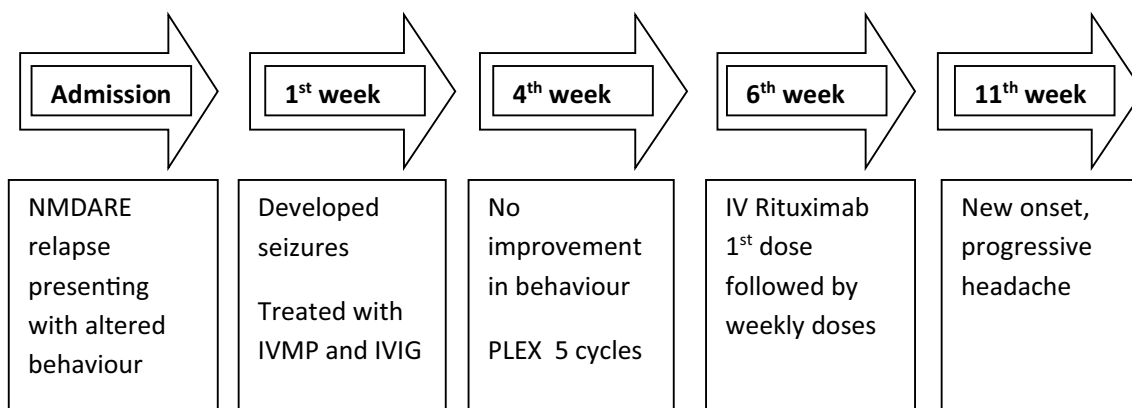 Admission
1st week
4th week
6th week
11th week
NMDARE
relapse
presenting
with altered
behaviour
Developed
seizures
Treated with
IVMP and IVIG
No
improvement
in behaviour
PLEX 5 cycles
IV Rituximab
1st dose
followed by
weekly doses
New onset,
progressive
headache